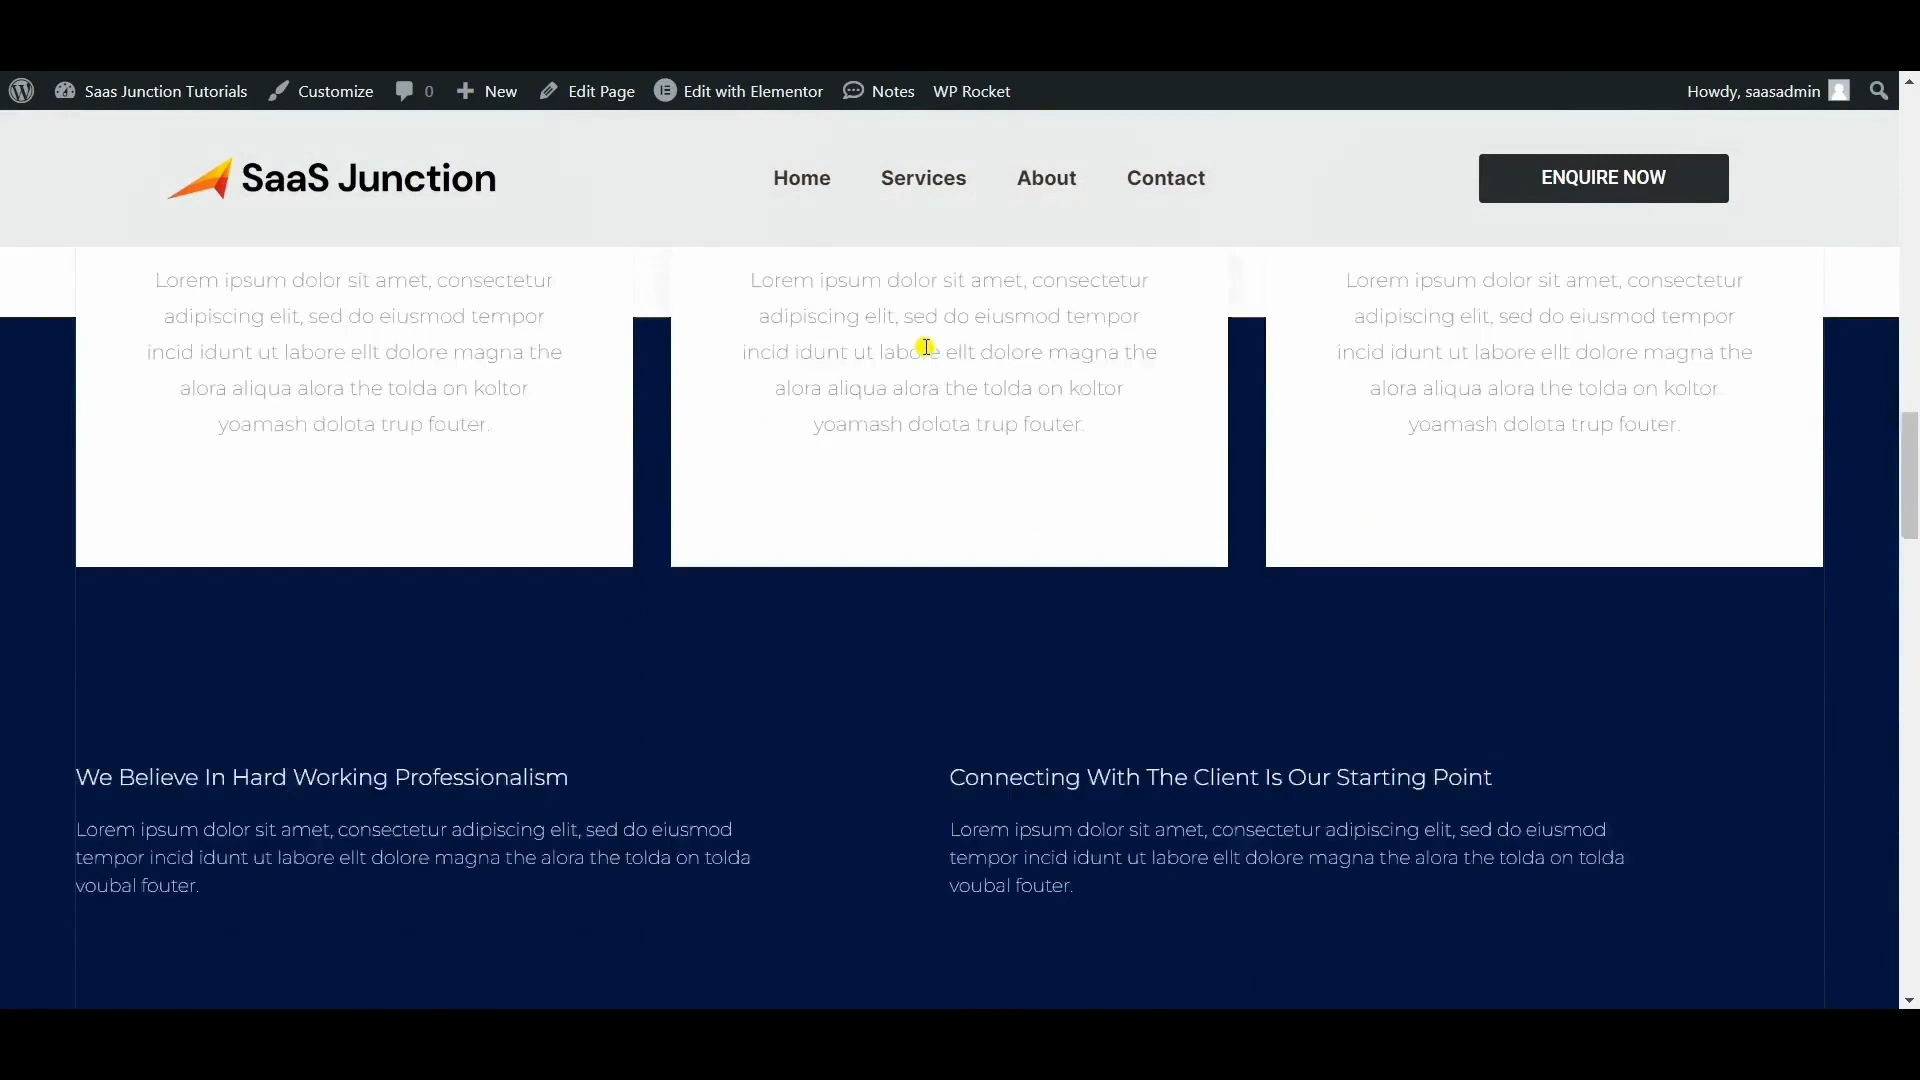 Saas Junction Tutorials Customize 0 New Edit Page Edit with Elementor Notes WP Rocket Howdy, saasadmin
SaaS Junction Home Services About Contact ENQUIRE NOW
Lorem ipsum dolor sit amet, consectetur
adipiscing elit, sed do eiusmod tempor
incid idunt ut labore ellt dolore magna the
alora aliqua alora the tolda on koltor
yoamash dolota trup fouter.
Lorem ipsum dolor sit amet, consectetur
adipiscing elit, sed do eiusmod tempor
incid idunt ut labore ellt dolore magna the
alora aliqua alora the tolda on koltor
yoamash dolota trup fouter.
Lorem ipsum dolor sit amet, consectetur
adipiscing elit, sed do eiusmod tempor
incid idunt ut labore ellt dolore magna the
alora aliqua alora the tolda on koltor
yoamash dolota trup fouter.
We Believe In Hard Working Professionalism
Lorem ipsum dolor sit amet, consectetur adipiscing elit, sed do eiusmod
tempor incid idunt ut labore ellt dolore magna the alora the tolda on tolda
voubal fouter.
Connecting With The Client Is Our Starting Point
Lorem ipsum dolor sit amet, consectetur adipiscing elit, sed do eiusmod
tempor incid idunt ut labore ellt dolore magna the alora the tolda on tolda
voubal fouter.